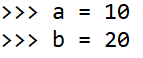 >>> a = 10
>>> b = 20